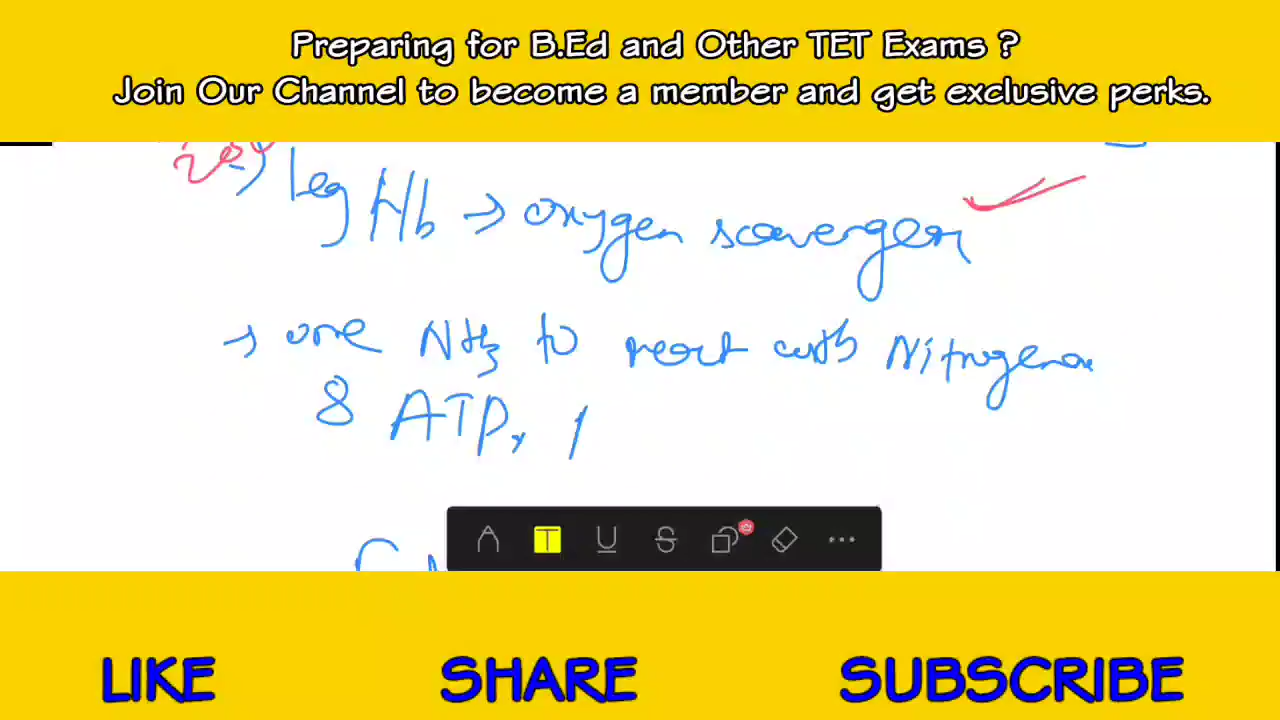 Preparing for B.Ed and Other TET Exams ?
Join Our Channel to become a member and get exclusive perks.
leg Hb → oxygen scavenger
→ one NH3 to react with Nitrogenase
8 ATP, 1
LIKE SHARE SUBSCRIBE